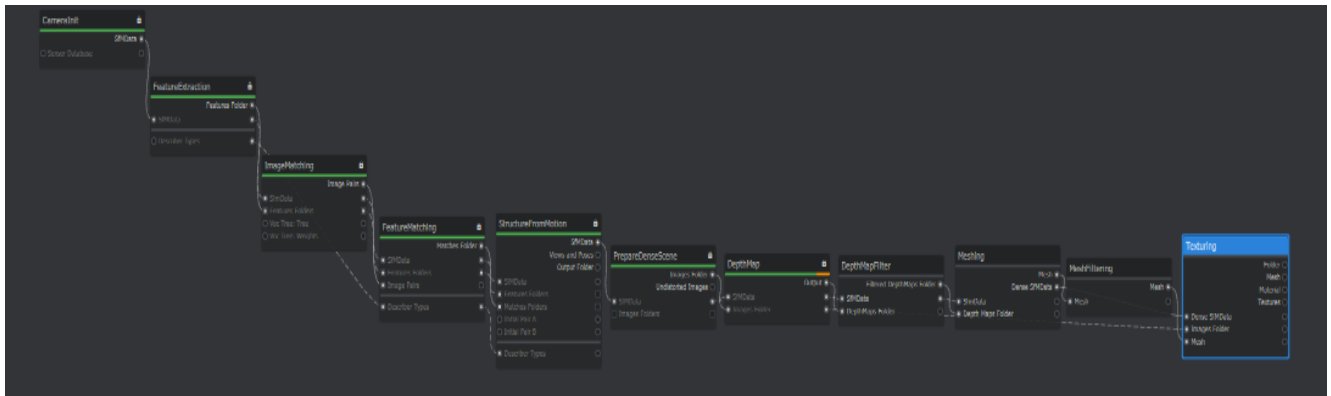 CameraInit
SfMData
Sensor Database
FeatureExtraction
Features Folder
SfMData
Describer Types
ImageMatching
Image Pairs
SfmData
Features Folders
Voc Tree: Tree
Voc Tree: Weights
FeatureMatching
Matches Folder
SfMData
Features Folders
Image Pairs
Describer Types
StructureFromMotion
SfMData
Views and Poses
Output Folder
SfMData
Features Folders
Matches Folders
Initial Pair A
Initial Pair B
Describer Types
PrepareDenseScene
Images Folder
Undistorted Images
SfMData
Images Folders
DepthMap
Output
SfMData
Images Folder
DepthMapFilter
Filtered DepthMaps Folder
SfMData
DepthMaps Folder
Meshing
Mesh
Dense SfMData
SfmData
Depth Maps Folder
MeshFiltering
Mesh
Mesh
Texturing
Folder
Mesh
Material
Textures
Dense SfMData
Images Folder
Mesh